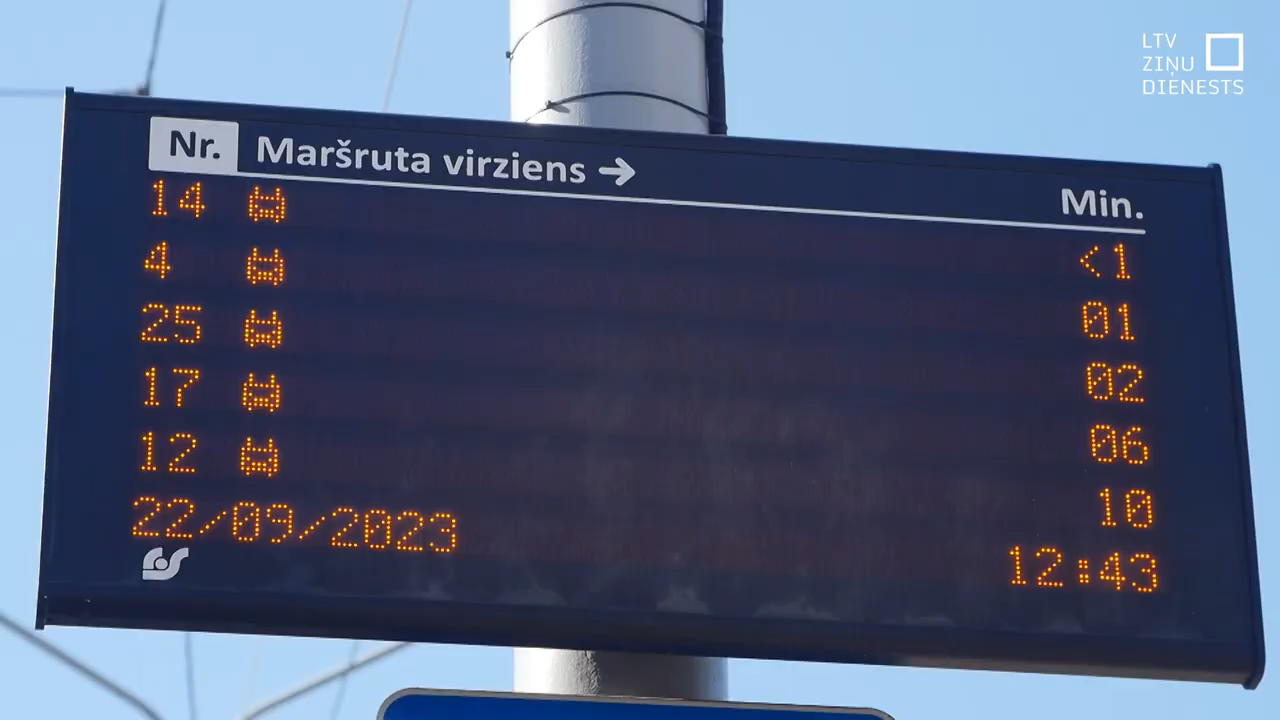 LTV
ZIŅU
DIENESTS
Nr. Maršruta virziens → Min.
14 <1
4 01
25 02
17 06
12 10
22/09/2023 12:43